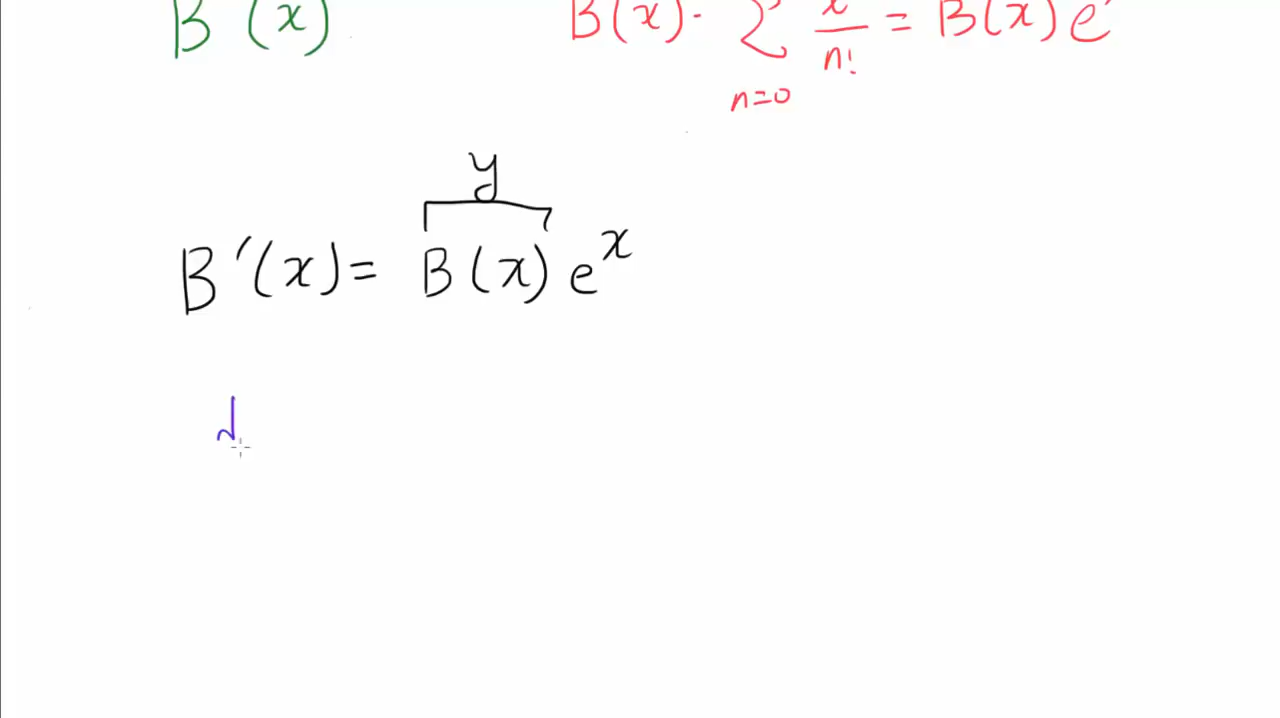 B'(x)
B(x)· ∑ x/n! = B(x)e
n=0
y
B'(x)= B(x)e^x
d